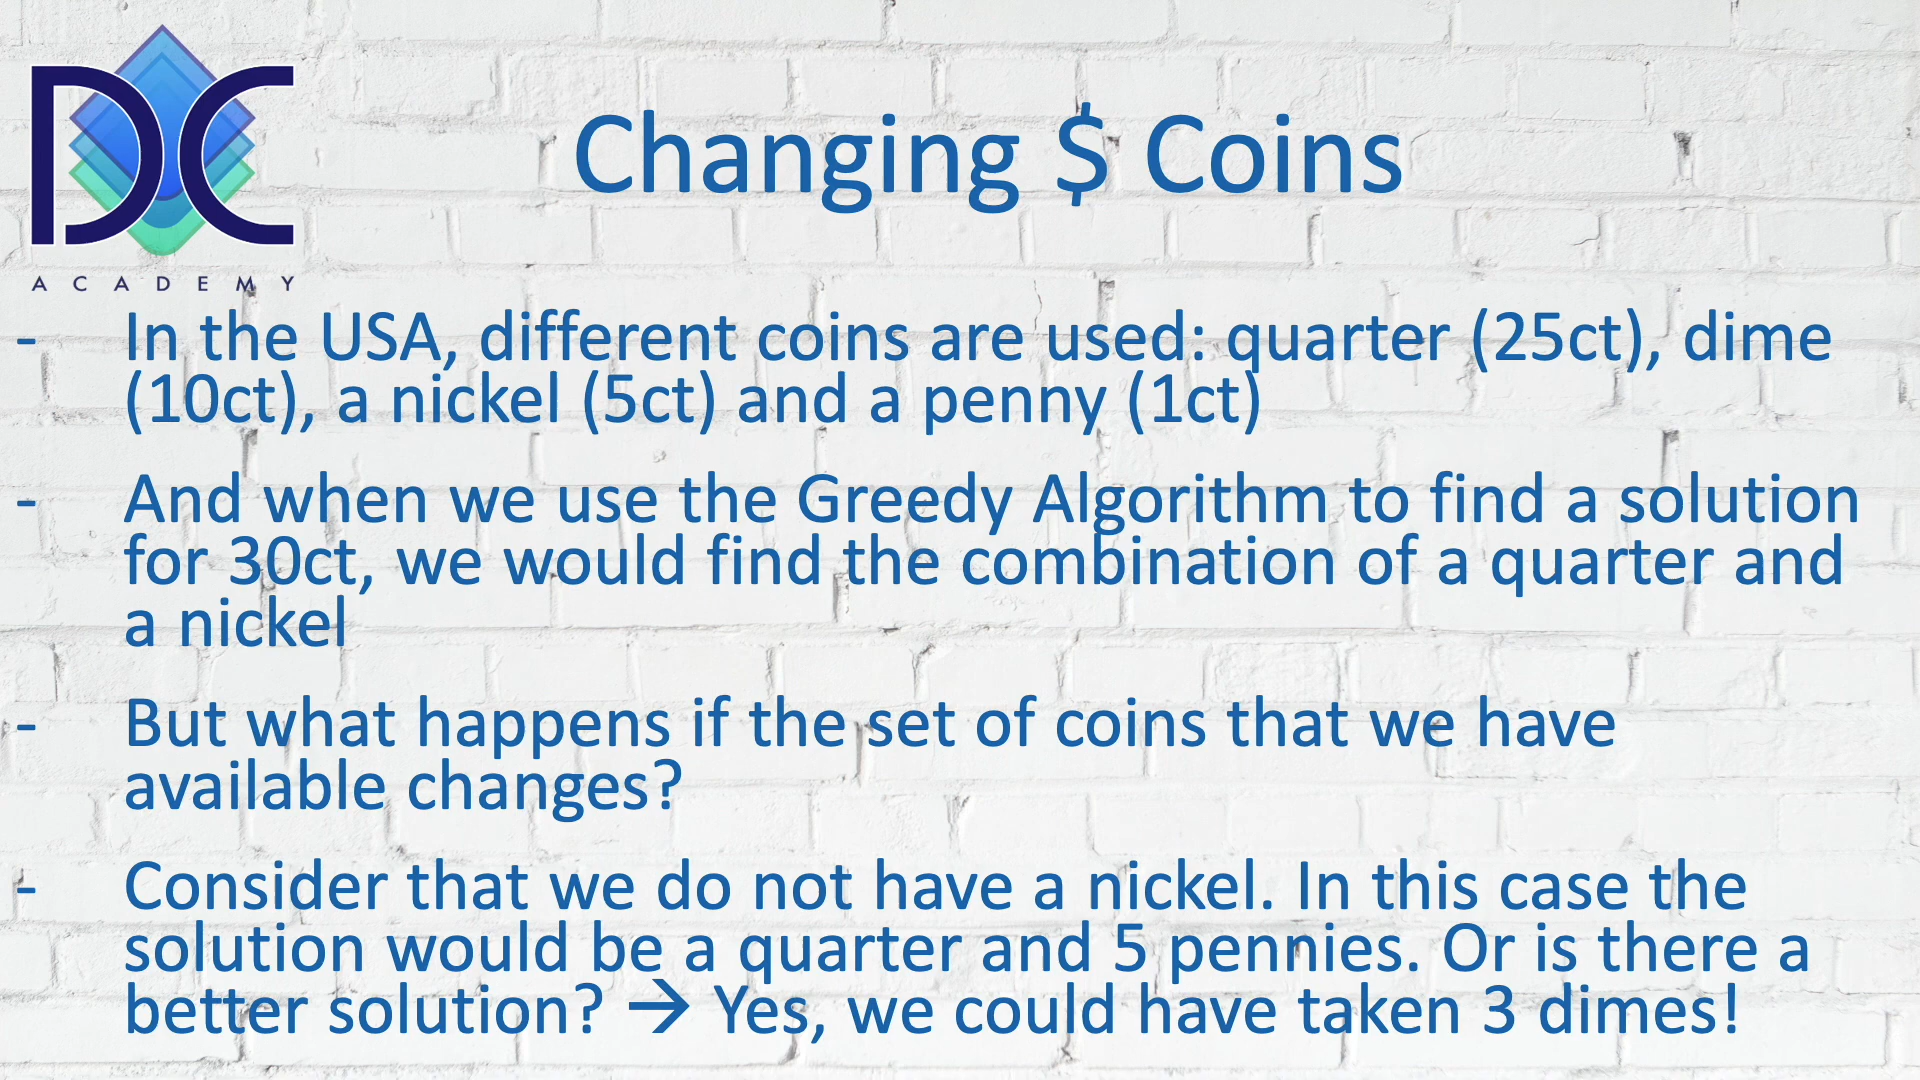 DC
ACADEMY
Changing $ Coins
- In the USA, different coins are used: quarter (25ct), dime
(10ct), a nickel (5ct) and a penny (1ct)
- And when we use the Greedy Algorithm to find a solution
for 30ct, we would find the combination of a quarter and
a nickel
- But what happens if the set of coins that we have
available changes?
- Consider that we do not have a nickel. In this case the
solution would be a quarter and 5 pennies. Or is there a
better solution? → Yes, we could have taken 3 dimes!